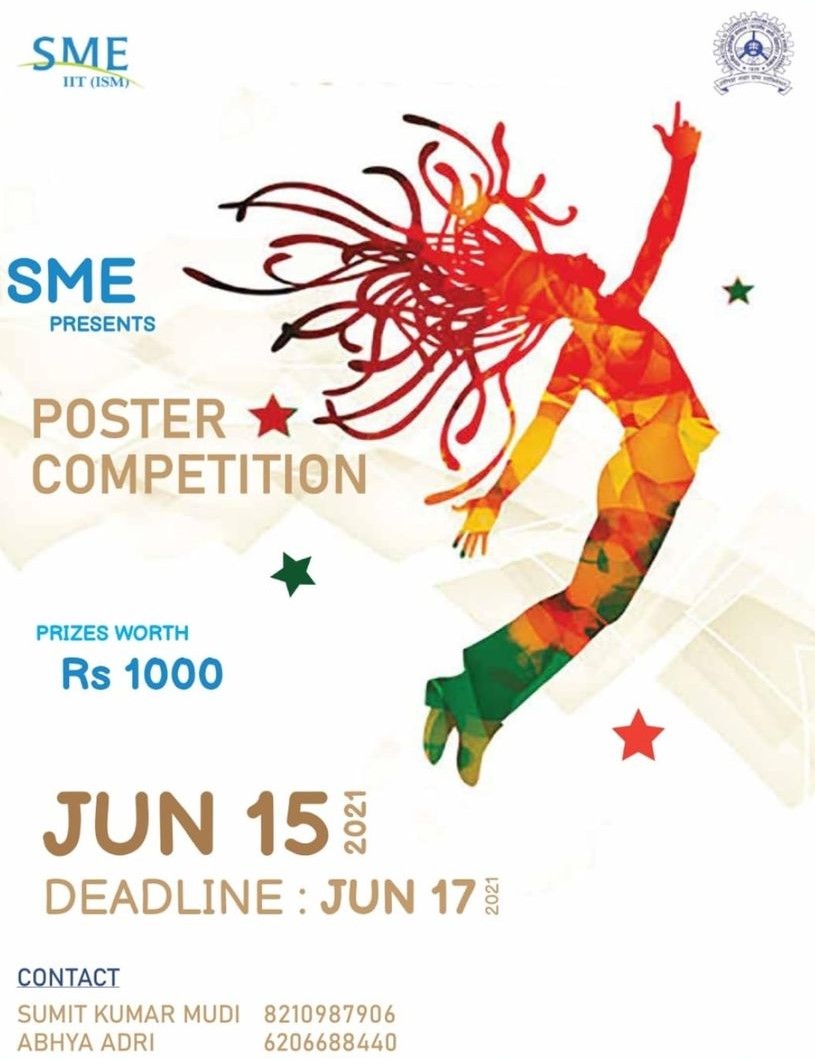 SME
IIT (ISM)
SME
PRESENTS
POSTER
COMPETITION
PRIZES WORTH
Rs 1000
JUN 15 2021
DEADLINE : JUN 17 2021
CONTACT
SUMIT KUMAR MUDI 8210987906
ABHYA ADRI 6206688440